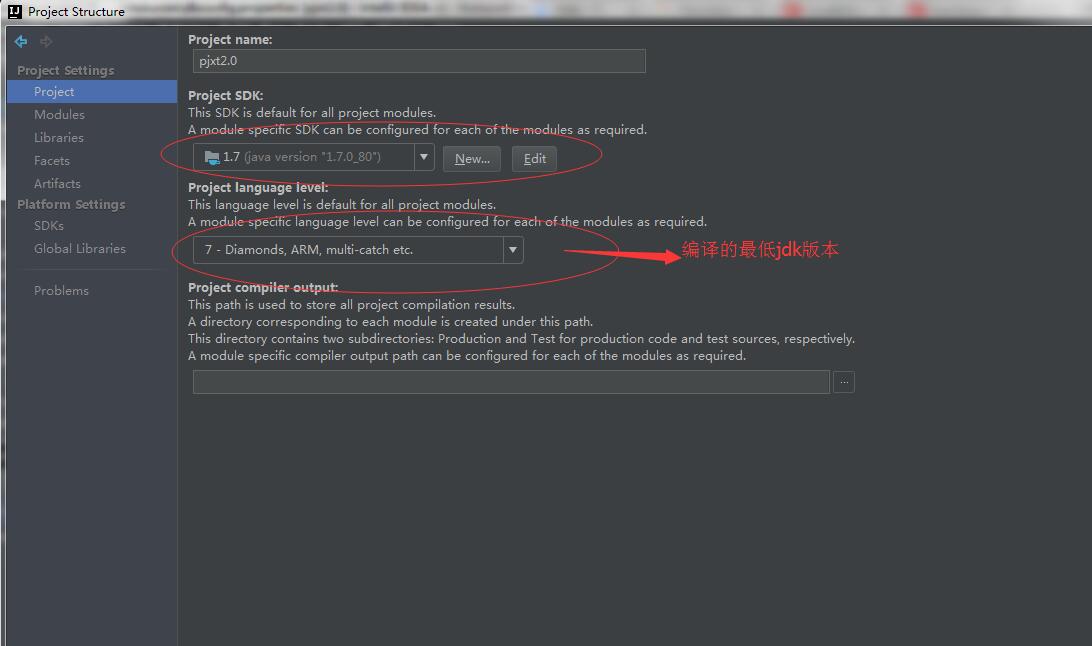 Project Structure
Project Settings
Project
Modules
Libraries
Facets
Artifacts
Platform Settings
SDKs
Global Libraries
Problems
Project name:
pjxt2.0
Project SDK:
This SDK is default for all project modules.
A module specific SDK can be configured for each of the modules as required.
1.7 (java version "1.7.0_80")
New...
Edit
Project language level:
This language level is default for all project modules.
A module specific language level can be configured for each of the modules as required.
7 - Diamonds, ARM, multi-catch etc.
编译的最低jdk版本
Project compiler output:
This path is used to store all project compilation results.
A directory corresponding to each module is created under this path.
This directory contains two subdirectories: Production and Test for production code and test sources, respectively.
A module specific compiler output path can be configured for each of the modules as required.
...